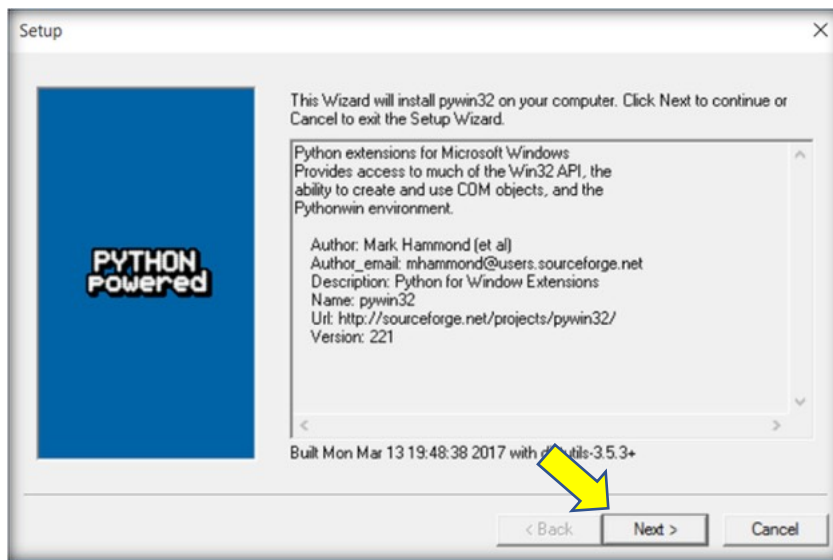 Setup
This Wizard will install pywin32 on your computer. Click Next to continue or
Cancel to exit the Setup Wizard.
Python extensions for Microsoft Windows
Provides access to much of the Win32 API, the
ability to create and use COM objects, and the
Pythonwin environment.
Author: Mark Hammond (et al)
Author_email: mhammond@users.sourceforge.net
Description: Python for Window Extensions
Name: pywin32
Url: http://sourceforge.net/projects/pywin32/
Version: 221
PYTHON
Powered
Built Mon Mar 13 19:48:38 2017 with
< Back
Next >
Cancel